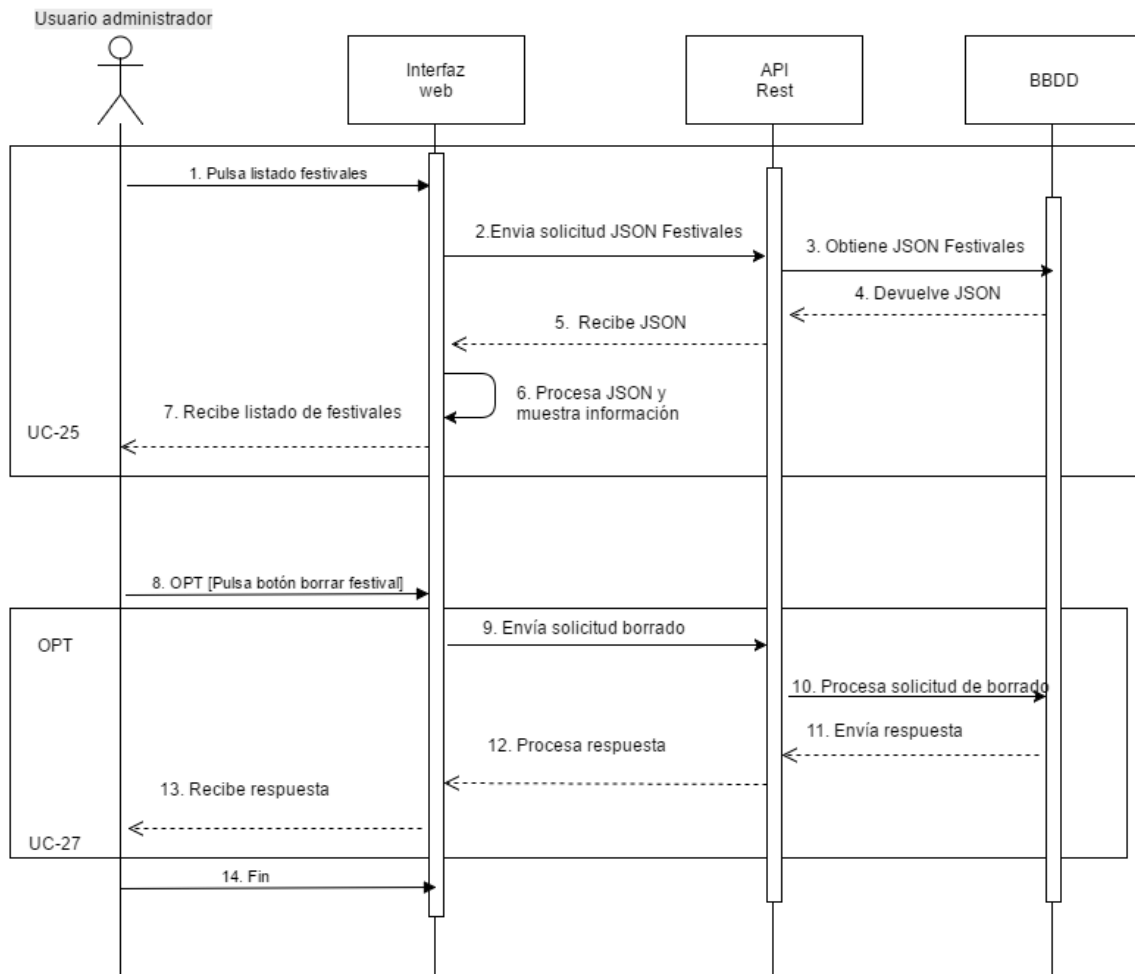 Usuario administrador
Interfaz
web
API
Rest
BBDD
1. Pulsa listado festivales
2.Envia solicitud JSON Festivales
3. Obtiene JSON Festivales
4. Devuelve JSON
5. Recibe JSON
6. Procesa JSON y
muestra información
7. Recibe listado de festivales
UC-25
8. OPT [Pulsa botón borrar festival]
OPT
9. Envía solicitud borrado
10. Procesa solicitud de borrado
11. Envía respuesta
12. Procesa respuesta
13. Recibe respuesta
UC-27
14. Fin